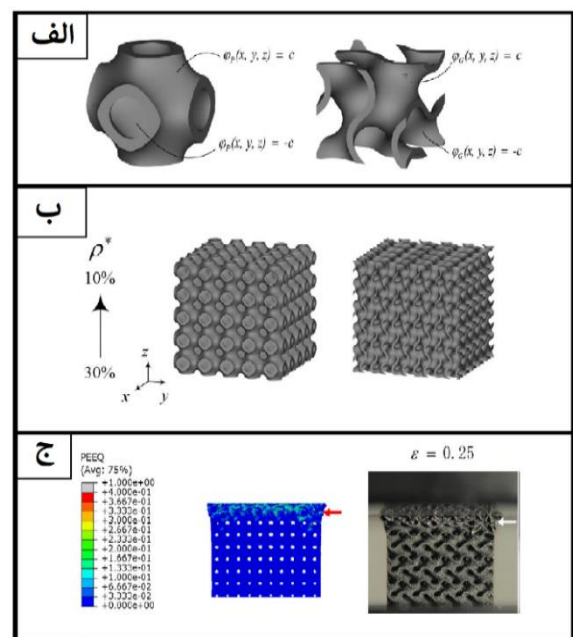 الف
φP(x, y, z) = c
φP(x, y, z) = -c
φG(x, y, z) = c
φG(x, y, z) = -c
ب
ρ*
10%
30%
z
x
y
ج
PEEQ
(Avg: 75%)
+1.000e+00
+4.000e-01
+3.667e-01
+3.333e-01
+3.000e-01
+2.667e-01
+2.333e-01
+2.000e-01
+1.667e-01
+1.333e-01
+1.000e-01
+6.667e-02
+3.333e-02
+0.000e+00
ε = 0.25